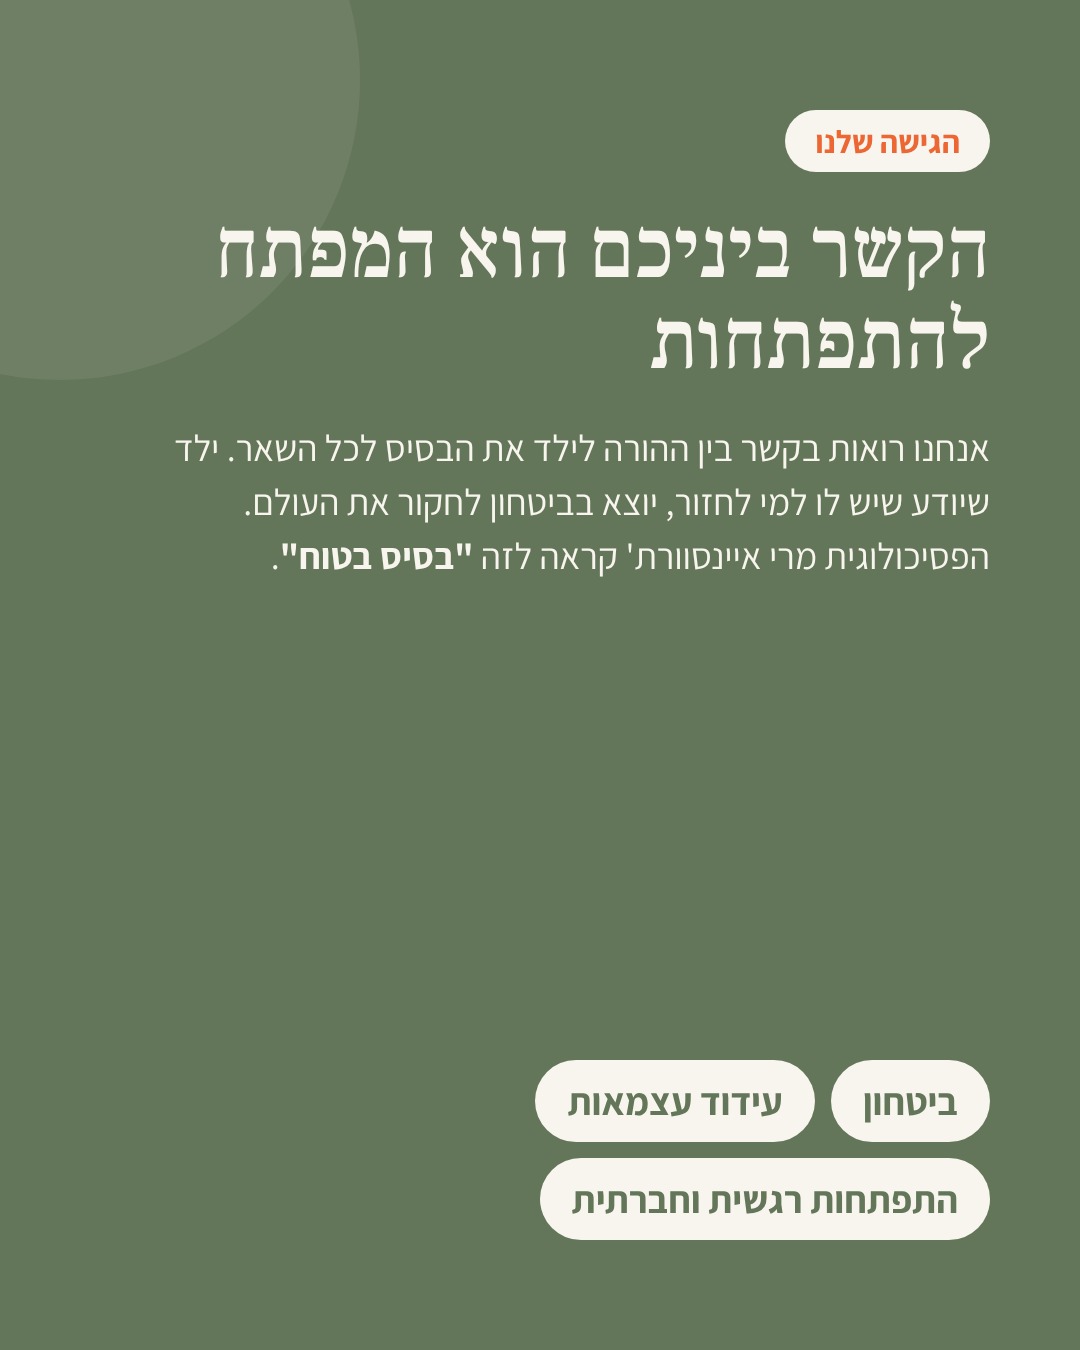 הגישה שלנו
הקשר ביניכם הוא המפתח
להתפתחות
אנחנו רואות בקשר בין ההורה לילד את הבסיס לכל השאר. ילד
שיודע שיש לו למי לחזור, יוצא בביטחון לחקור את העולם.
הפסיכולוגית מרי איינסוורת' קראה לזה "בסיס בטוח".
ביטחון
עידוד עצמאות
התפתחות רגשית וחברתית